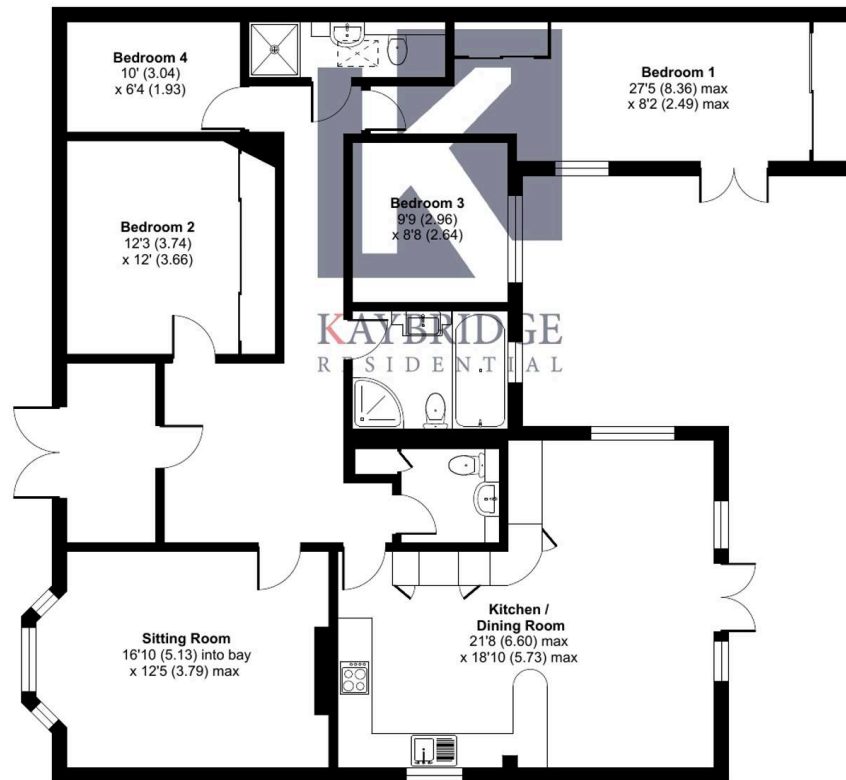 Bedroom 4
10' (3.04)
x 6'4 (1.93)
Bedroom 1
27'5 (8.36) max
x 8'2 (2.49) max
Bedroom 2
12'3 (3.74)
x 12' (3.66)
Bedroom 3
9'9 (2.96)
x 8'8 (2.64)
KAYBRIDGE
RESIDENTIAL
Sitting Room
16'10 (5.13) into bay
x 12'5 (3.79) max
Kitchen /
Dining Room
21'8 (6.60) max
x 18'10 (5.73) max